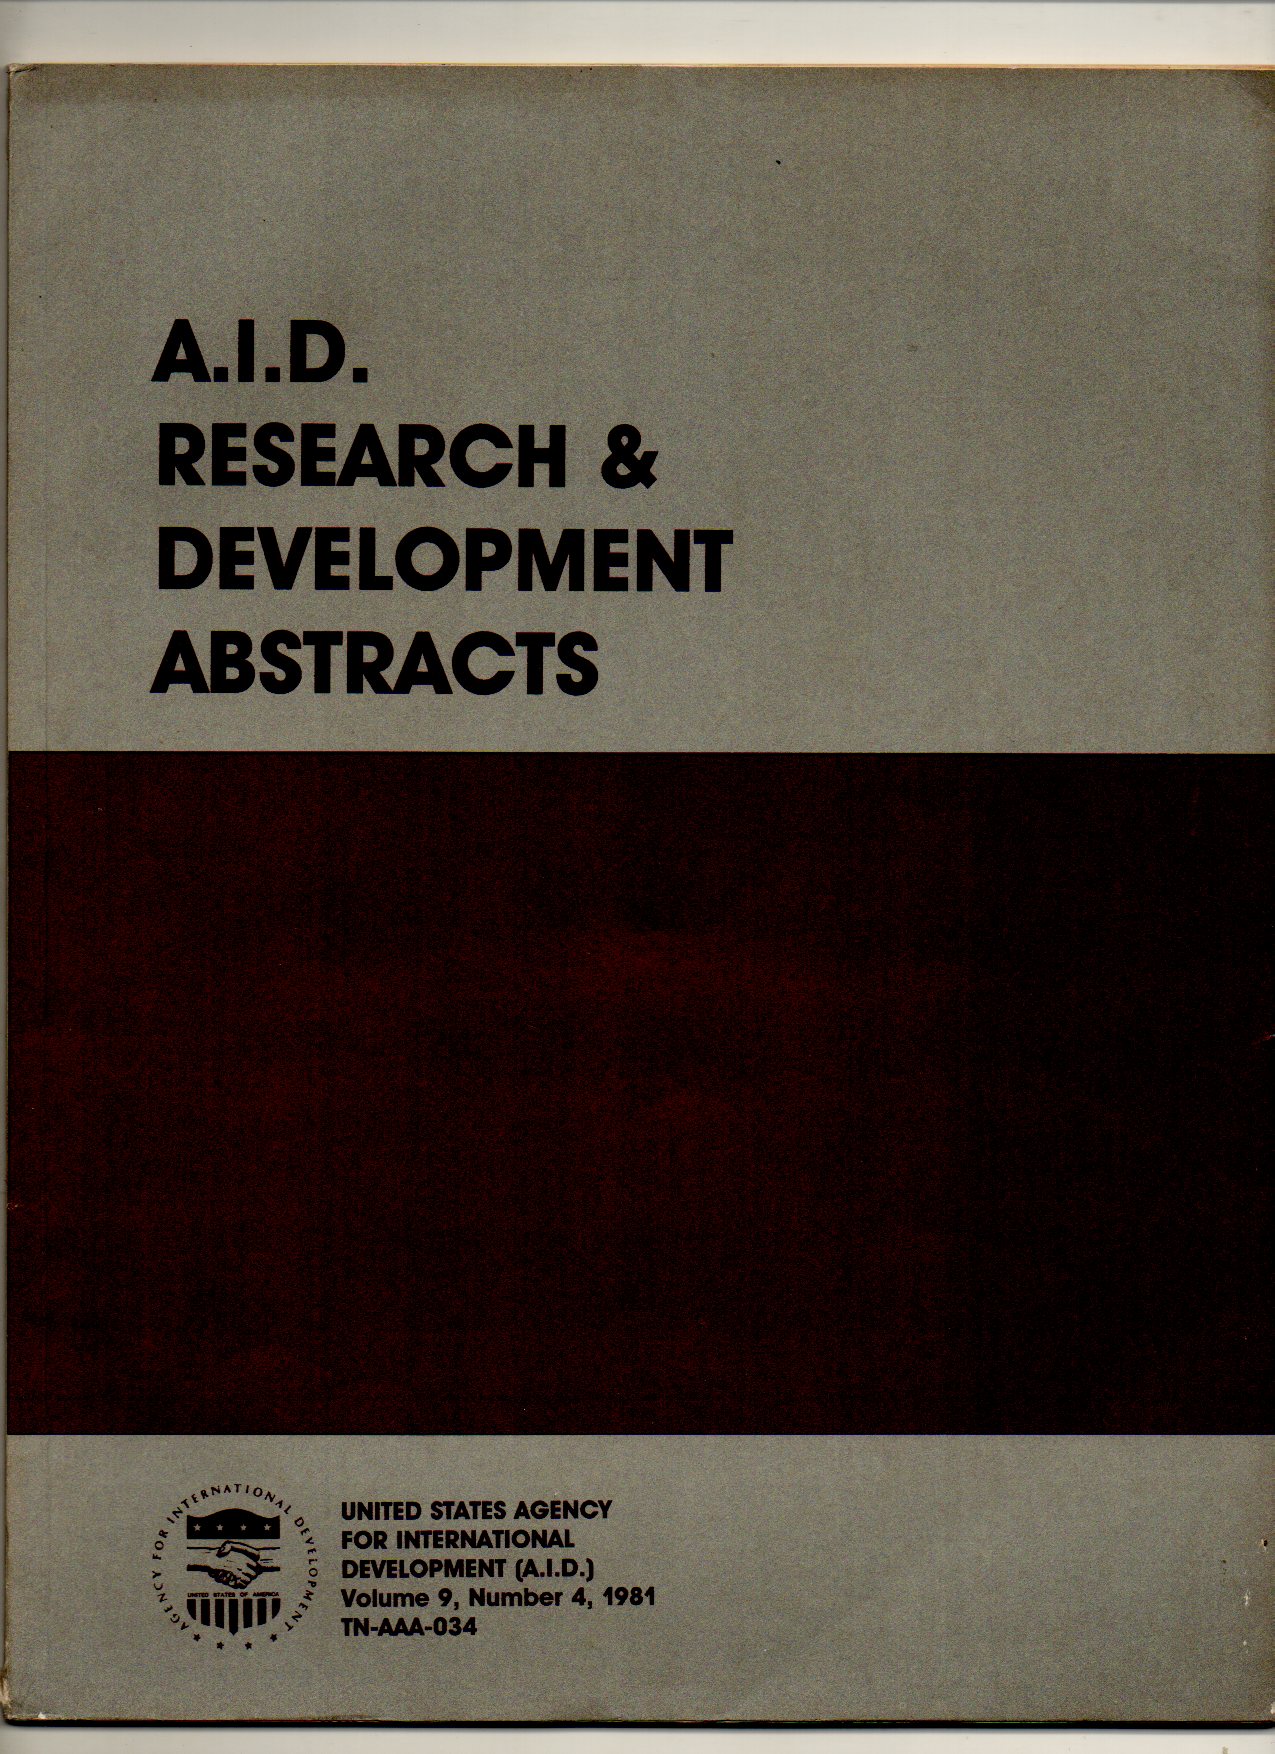 A.I.D.
RESEARCH &
DEVELOPMENT
ABSTRACTS
AGENCY FOR INTERNATIONAL DEVELOPMENT
UNITED STATES OF AMERICA
UNITED STATES AGENCY
FOR INTERNATIONAL
DEVELOPMENT (A.I.D.)
Volume 9, Number 4, 1981
TN-AAA-034